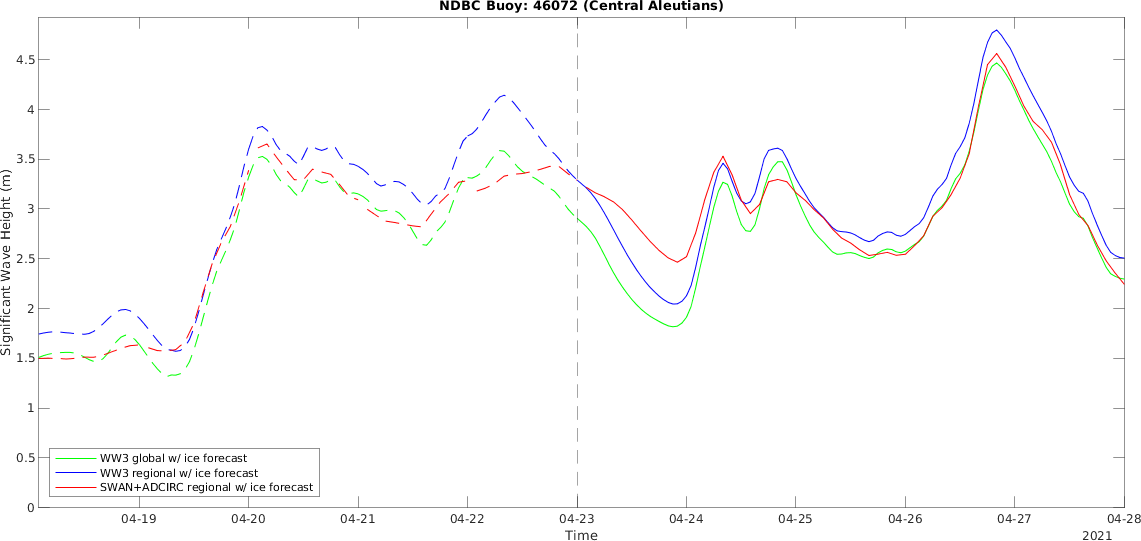 NDBC Buoy: 46072 (Central Aleutians)
Significant Wave Height (m)
4.5
4
3.5
3
2.5
2
1.5
1
0.5
0
WW3 global w/ ice forecast
WW3 regional w/ ice forecast
SWAN+ADCIRC regional w/ ice forecast
04-19 04-20 04-21 04-22 04-23 04-24 04-25 04-26 04-27 04-28
Time
2021